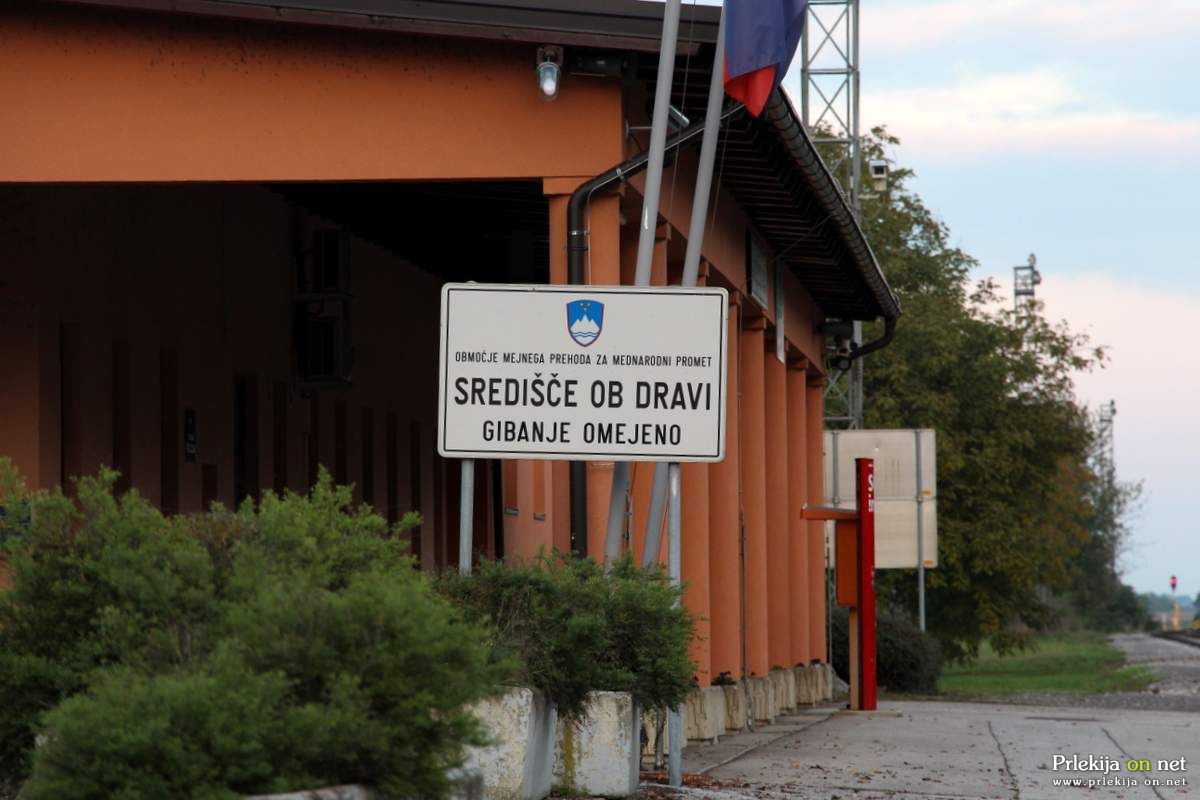 OBMOČJE MEJNEGA PREHODA ZA MEDNARODNI PROMET
SREDIŠČE OB DRAVI
GIBANJE OMEJENO
Prlekija on net
www.prlekija-on.net